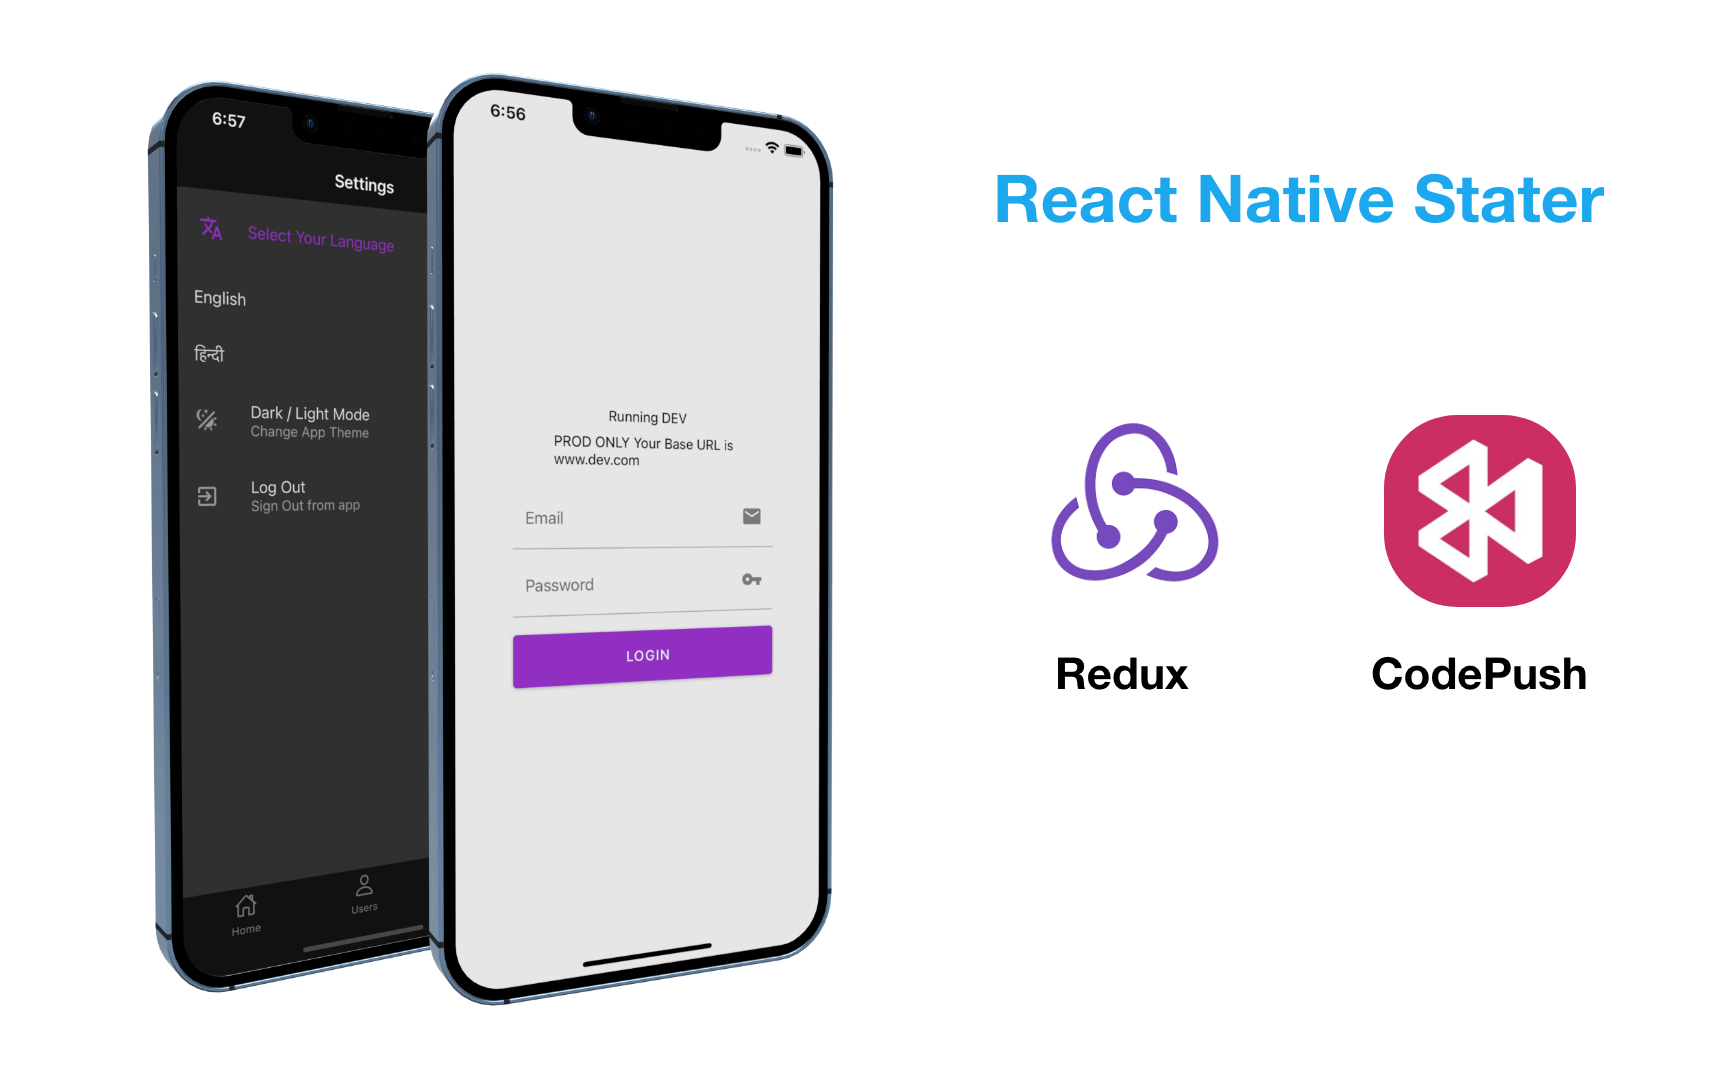 6:57
Settings
Select Your Language
English
हिन्दी
Dark / Light Mode
Change App Theme
Log Out
Sign Out from app
Home
Users
6:56
Running DEV
PROD ONLY Your Base URL is
www.dev.com
Email
Password
LOGIN
React Native Stater
Redux
CodePush